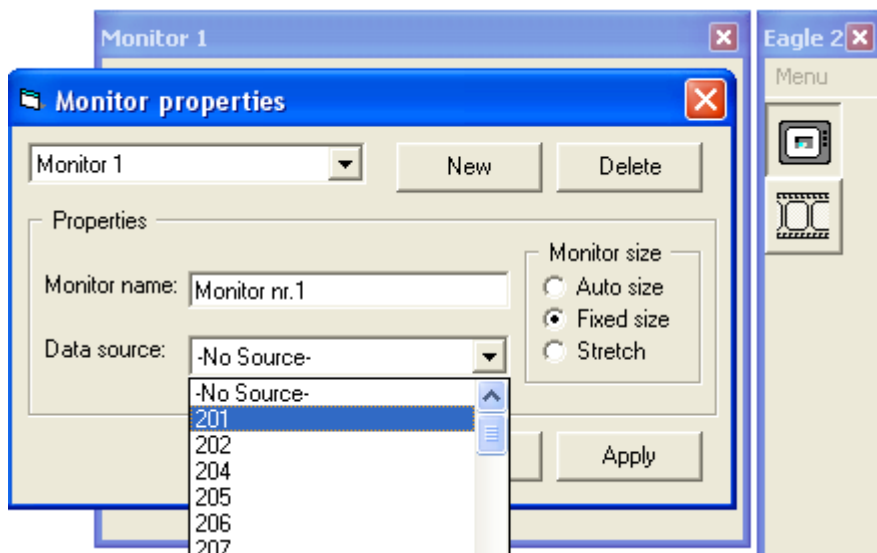 Monitor 1
Eagle 2
Menu
Monitor properties
Monitor 1
New
Delete
Properties
Monitor size
Monitor name:
Monitor nr.1
Auto size
Fixed size
Data source:
-No Source-
Stretch
-No Source-
201
202
204
205
206
207
Apply